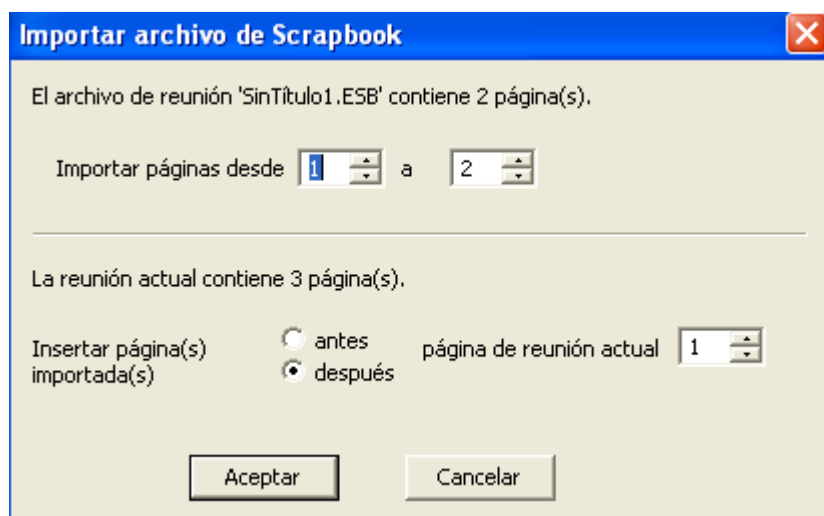 Importar archivo de Scrapbook
El archivo de reunión 'SinTítulo1.ESB' contiene 2 página(s).
Importar páginas desde 1 a 2
La reunión actual contiene 3 página(s).
Insertar página(s)
importada(s)
antes
después
página de reunión actual 1
Aceptar
Cancelar